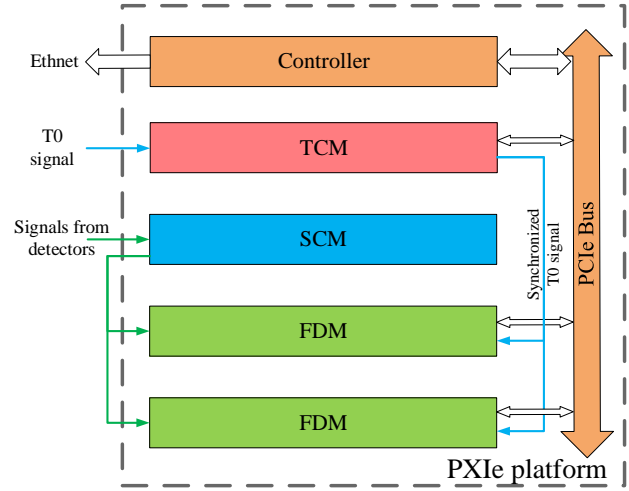 Ethnet
Controller
T0
signal
TCM
Signals from
detectors
SCM
Synchronized
T0 signal
PCIe Bus
FDM
FDM
PXIe platform